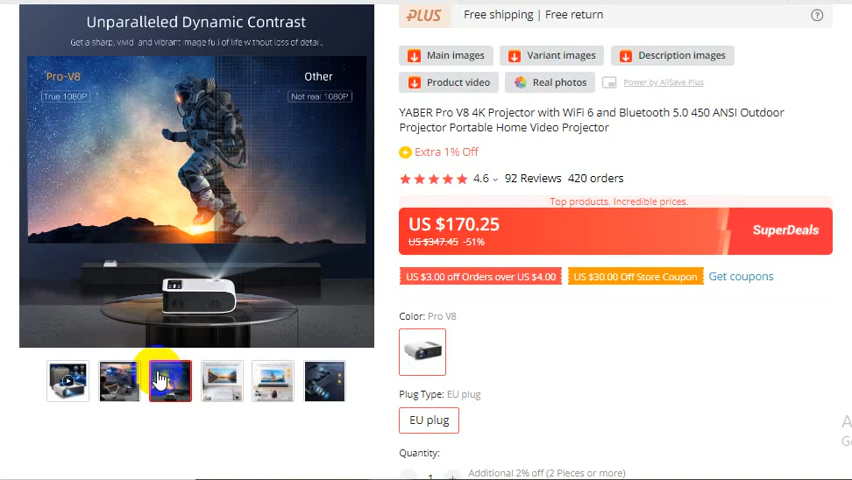 Unparalleled Dynamic Contrast
Get a sharp, vivid and vibrant image full of life without loss of detail.
Pro-V8
True 1080P
Other
Not real 1080P
PLUS Free shipping | Free return
Main images Variant images Description images
Product video Real photos Power by AliSave Plus
YABER Pro V8 4K Projector with WiFi 6 and Bluetooth 5.0 450 ANSI Outdoor
Projector Portable Home Video Projector
Extra 1% Off
4.6 92 Reviews 420 orders
Top products. Incredible prices.
US $170.25
US $347.45 -51%
SuperDeals
US $3.00 off Orders over US $4.00 US $30.00 Off Store Coupon Get coupons
Color: Pro V8
Plug Type: EU plug
EU plug
Quantity:
1 Additional 2% off (2 Pieces or more)